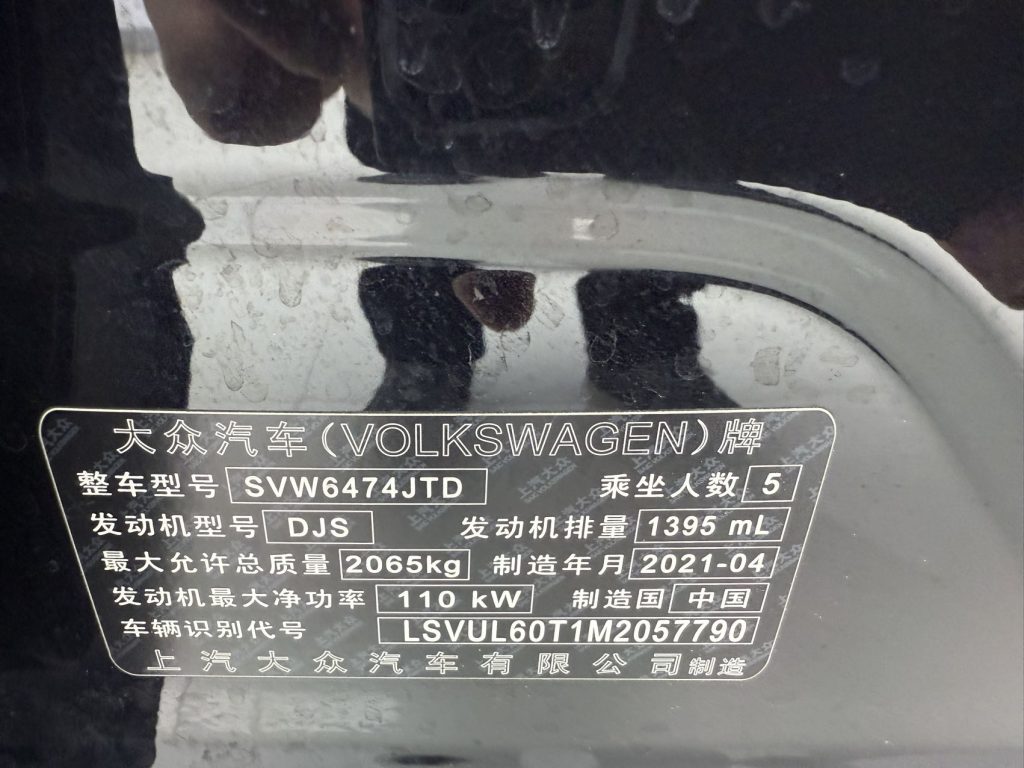 大众汽车(VOLKSWAGEN)牌
整车型号 SVW6474JTD 乘坐人数 5
发动机型号 DJS 发动机排量 1395 mL
最大允许总质量 2065kg 制造年月 2021-04
发动机最大净功率 110 kW 制造国 中国
车辆识别代号 LSVUL60T1M2057790
上汽大众汽车有限公司制造